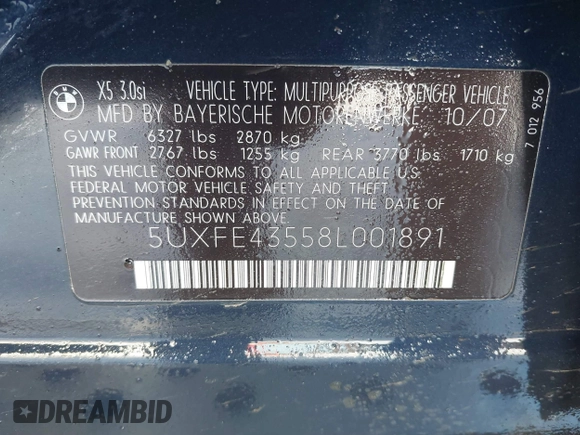 BMW
X5 3.0si VEHICLE TYPE: MULTIPURPOSE PASSENGER VEHICLE
MFD BY BAYERISCHE MOTOREN WERKE 10/07
GVWR 6327 lbs 2870 kg
GAWR FRONT 2767 lbs 1255 kg REAR 3770 lbs 1710 kg
THIS VEHICLE CONFORMS TO ALL APPLICABLE U.S.
FEDERAL MOTOR VEHICLE SAFETY AND THEFT
PREVENTION STANDARDS IN EFFECT ON THE DATE OF
MANUFACTURE SHOWN ABOVE.
5UXFE43558L001891
7 012 956
DREAMBID